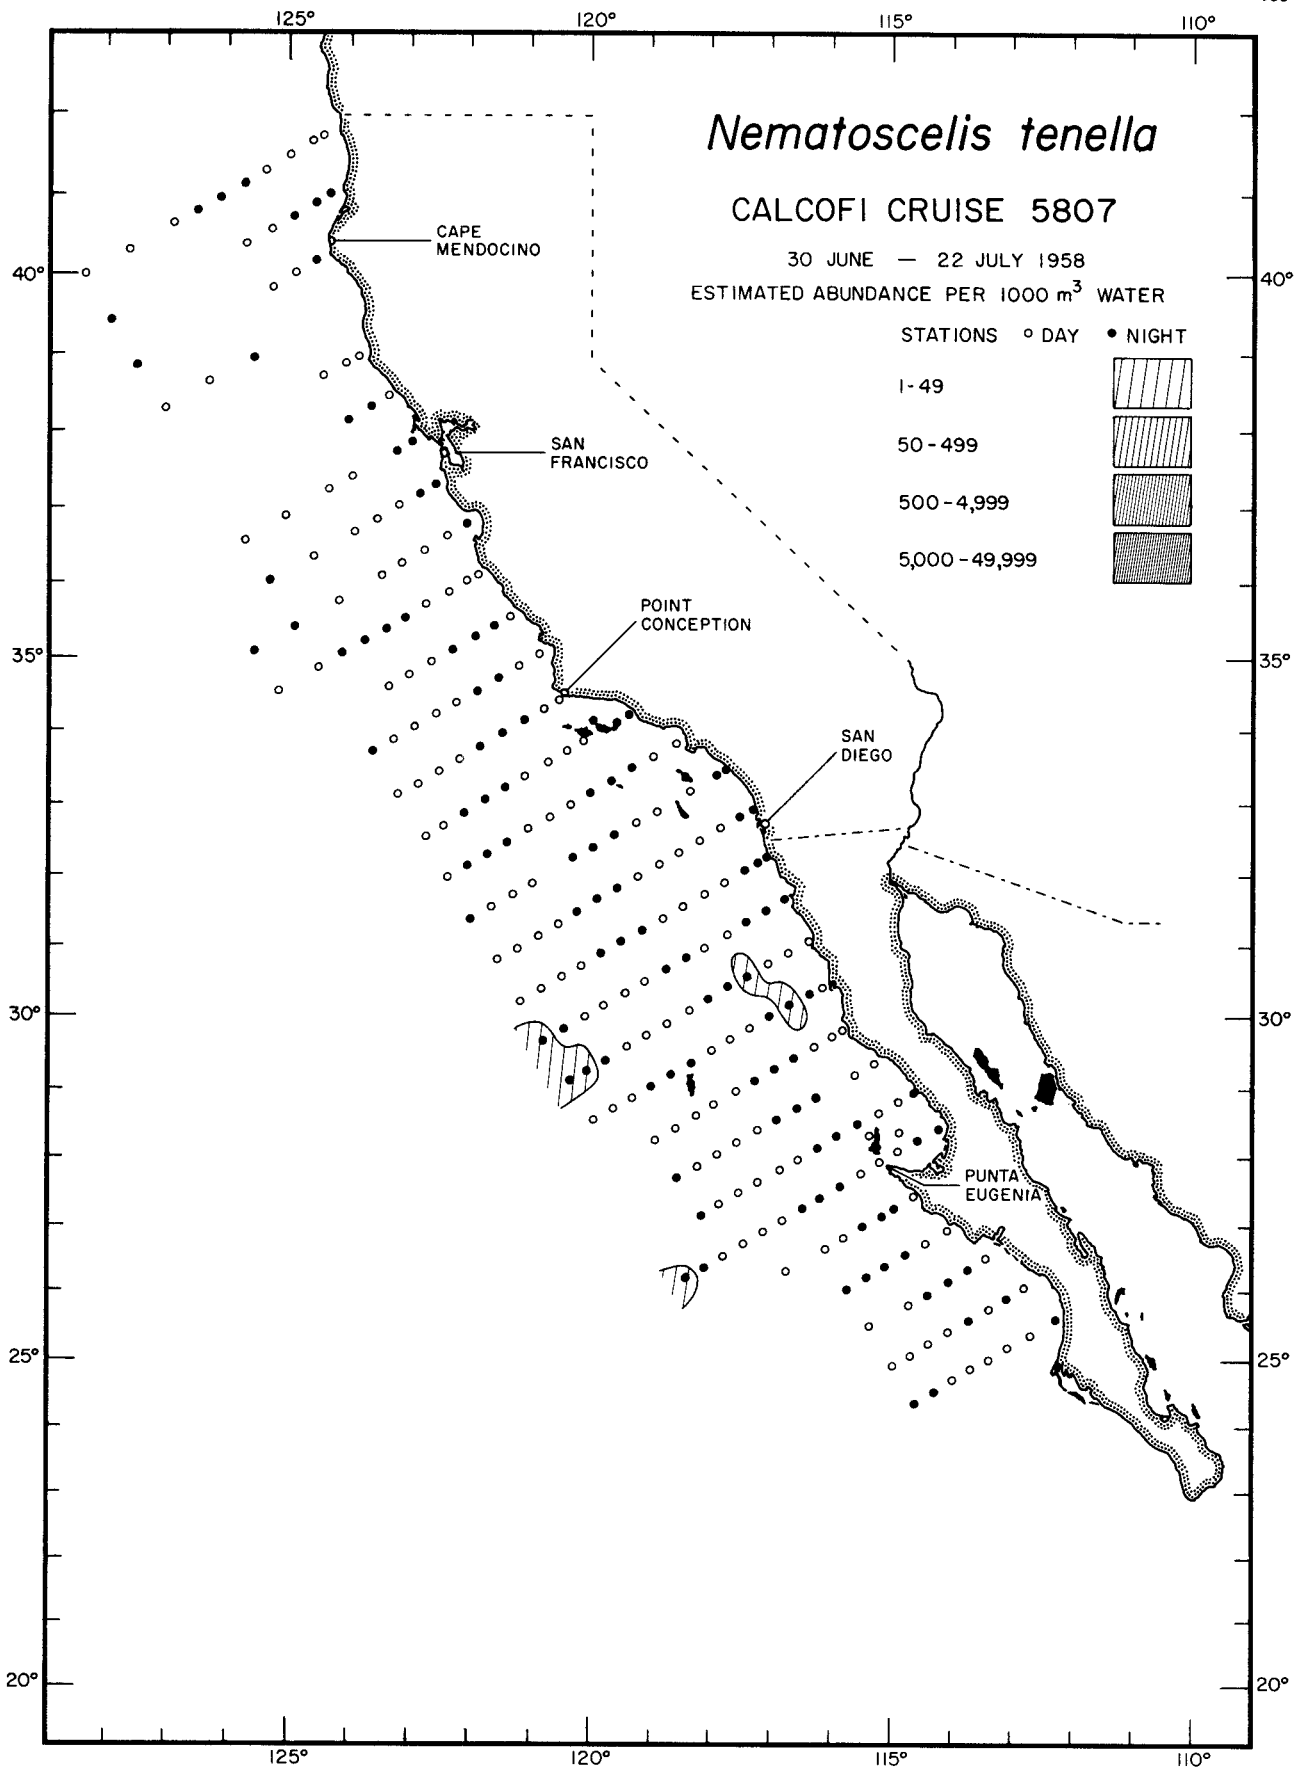 125° 120° 115° 110°
Nematoscelis tenella
CALCOFI CRUISE 5807
30 JUNE — 22 JULY 1958
ESTIMATED ABUNDANCE PER 1000 m³ WATER
STATIONS ○ DAY ● NIGHT
1-49
50-499
500-4,999
5,000-49,999
CAPE
MENDOCINO
40° 40°
SAN
FRANCISCO
POINT
CONCEPTION
35° 35°
SAN
DIEGO
30° 30°
PUNTA
EUGENIA
25° 25°
20° 20°
125° 120° 115° 110°